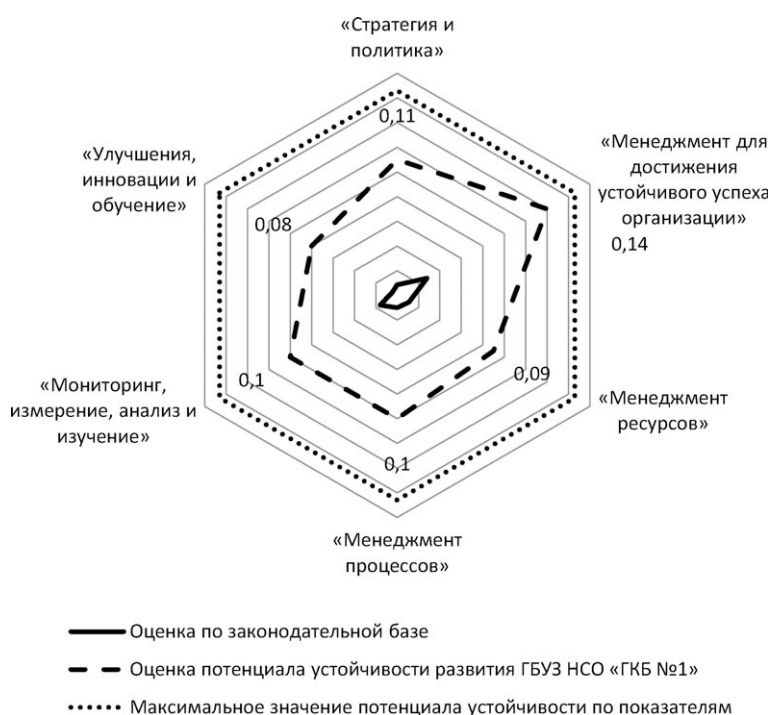 «Стратегия и
политика»
0,11
«Менеджмент для
достижения
устойчивого успеха
организации»
0,14
«Улучшения,
инновации и
обучение»
0,08
«Мониторинг,
измерение, анализ и
изучение»
0,1
0,09
«Менеджмент
ресурсов»
0,1
«Менеджмент
процессов»
Оценка по законодательной базе
Оценка потенциала устойчивости развития ГБУЗ НСО «ГКБ №1»
Максимальное значение потенциала устойчивости по показателям